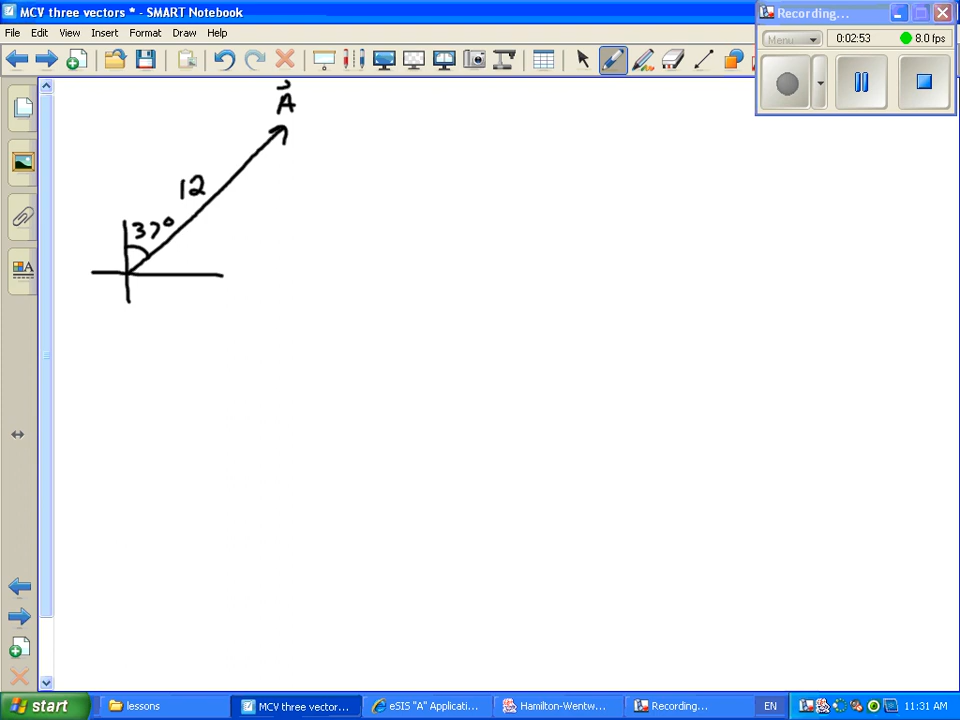 MCV three vectors * - SMART Notebook
File Edit View Insert Format Draw Help
Recording...
Menu 0:02:53 8.0 fps
A
12
37°
start lessons MCV three vector... eSIS "A" Applicati... Hamilton-Wentw... Recording... EN 11:31 AM